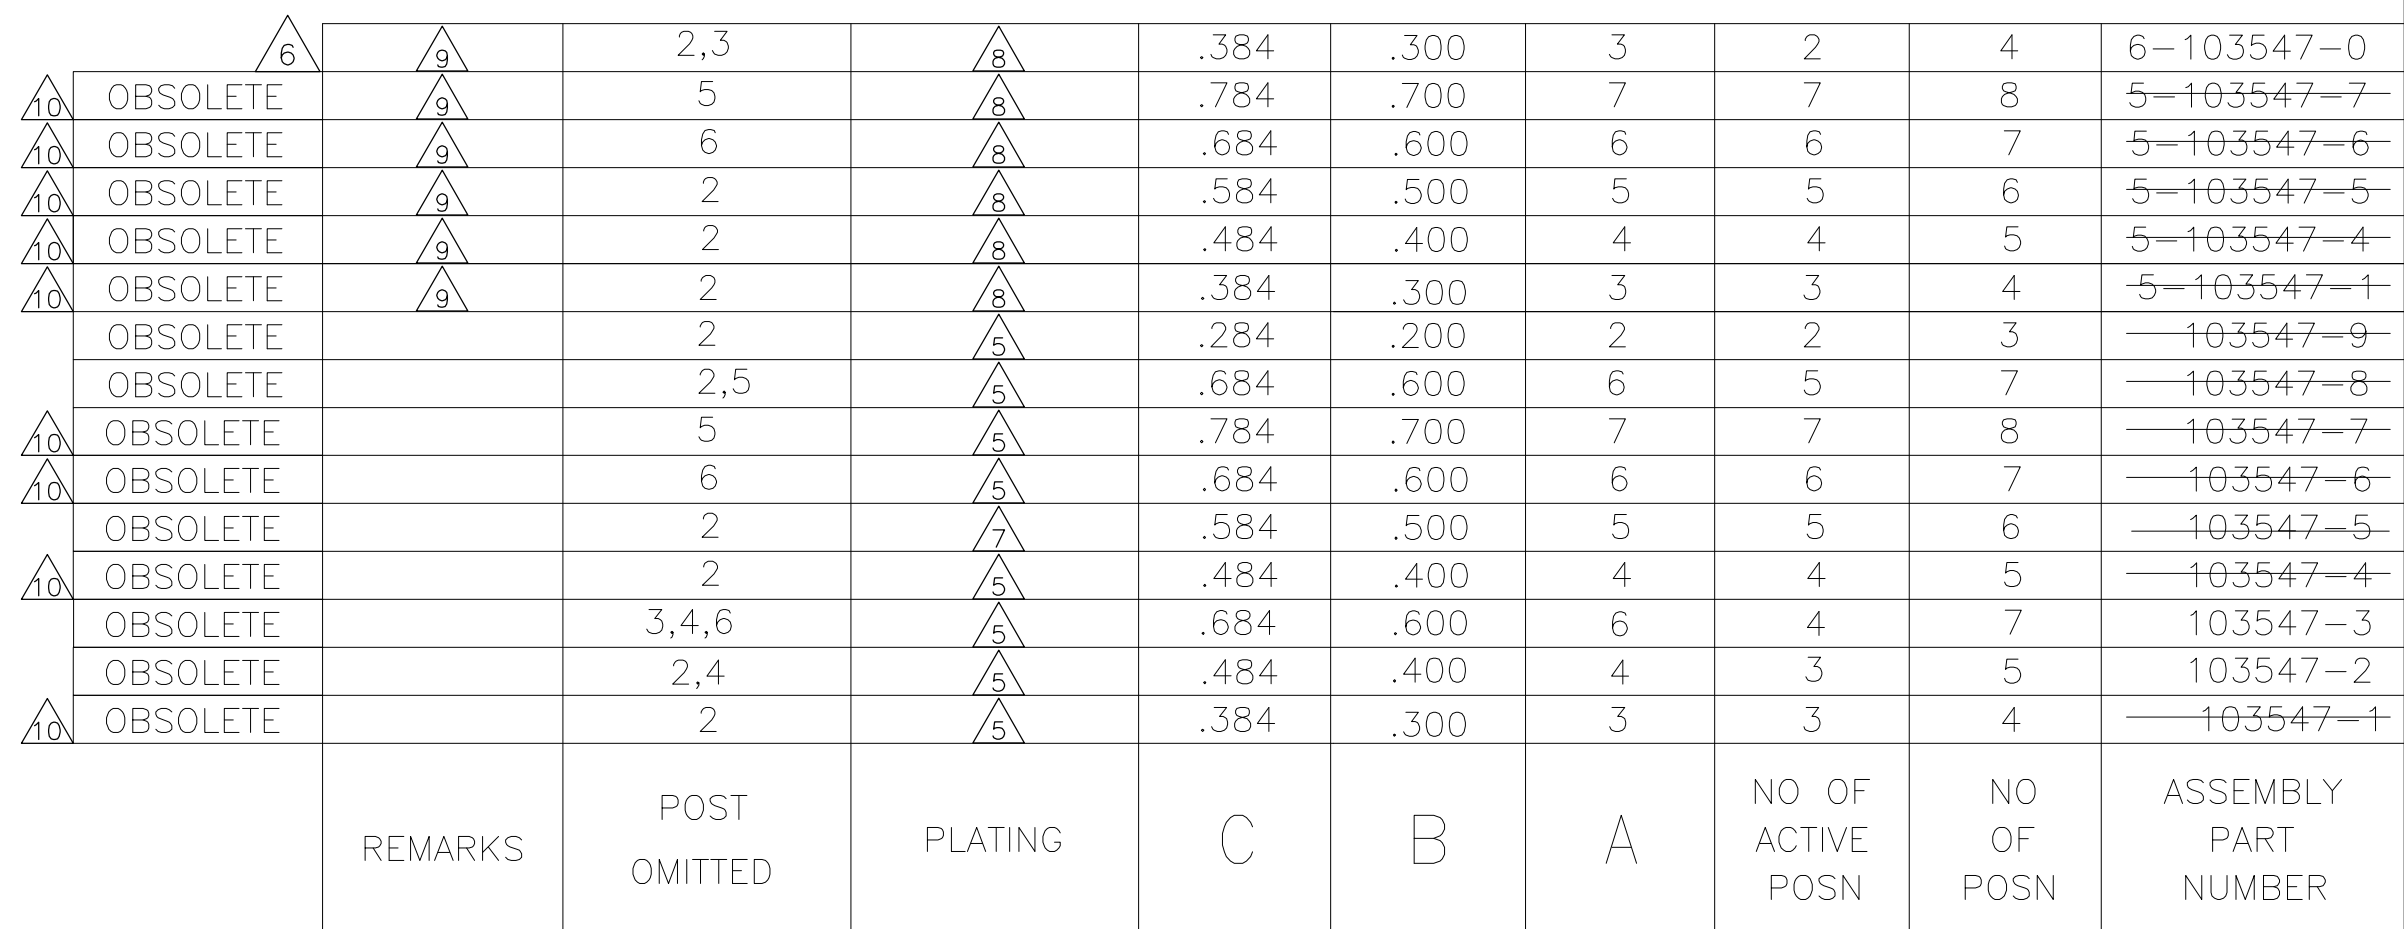 6 9 2,3 8 .384 .300 3 2 4 6-103547-0
10 OBSOLETE 9 5 8 .784 .700 7 7 8 5-103547-7
10 OBSOLETE 9 6 8 .684 .600 6 6 7 5-103547-6
10 OBSOLETE 9 2 8 .584 .500 5 5 6 5-103547-5
10 OBSOLETE 9 2 8 .484 .400 4 4 5 5-103547-4
10 OBSOLETE 9 2 8 .384 .300 3 3 4 5-103547-1
OBSOLETE 2 5 .284 .200 2 2 3 103547-9
OBSOLETE 2,5 5 .684 .600 6 5 7 103547-8
10 OBSOLETE 5 5 .784 .700 7 7 8 103547-7
10 OBSOLETE 6 5 .684 .600 6 6 7 103547-6
OBSOLETE 2 7 .584 .500 5 5 6 103547-5
10 OBSOLETE 2 5 .484 .400 4 4 5 103547-4
OBSOLETE 3,4,6 5 .684 .600 6 4 7 103547-3
OBSOLETE 2,4 5 .484 .400 4 3 5 103547-2
10 OBSOLETE 2 5 .384 .300 3 3 4 103547-1
REMARKS
POST
OMITTED
PLATING
C
B
A
NO OF
ACTIVE
POSN
NO
OF
POSN
ASSEMBLY
PART
NUMBER